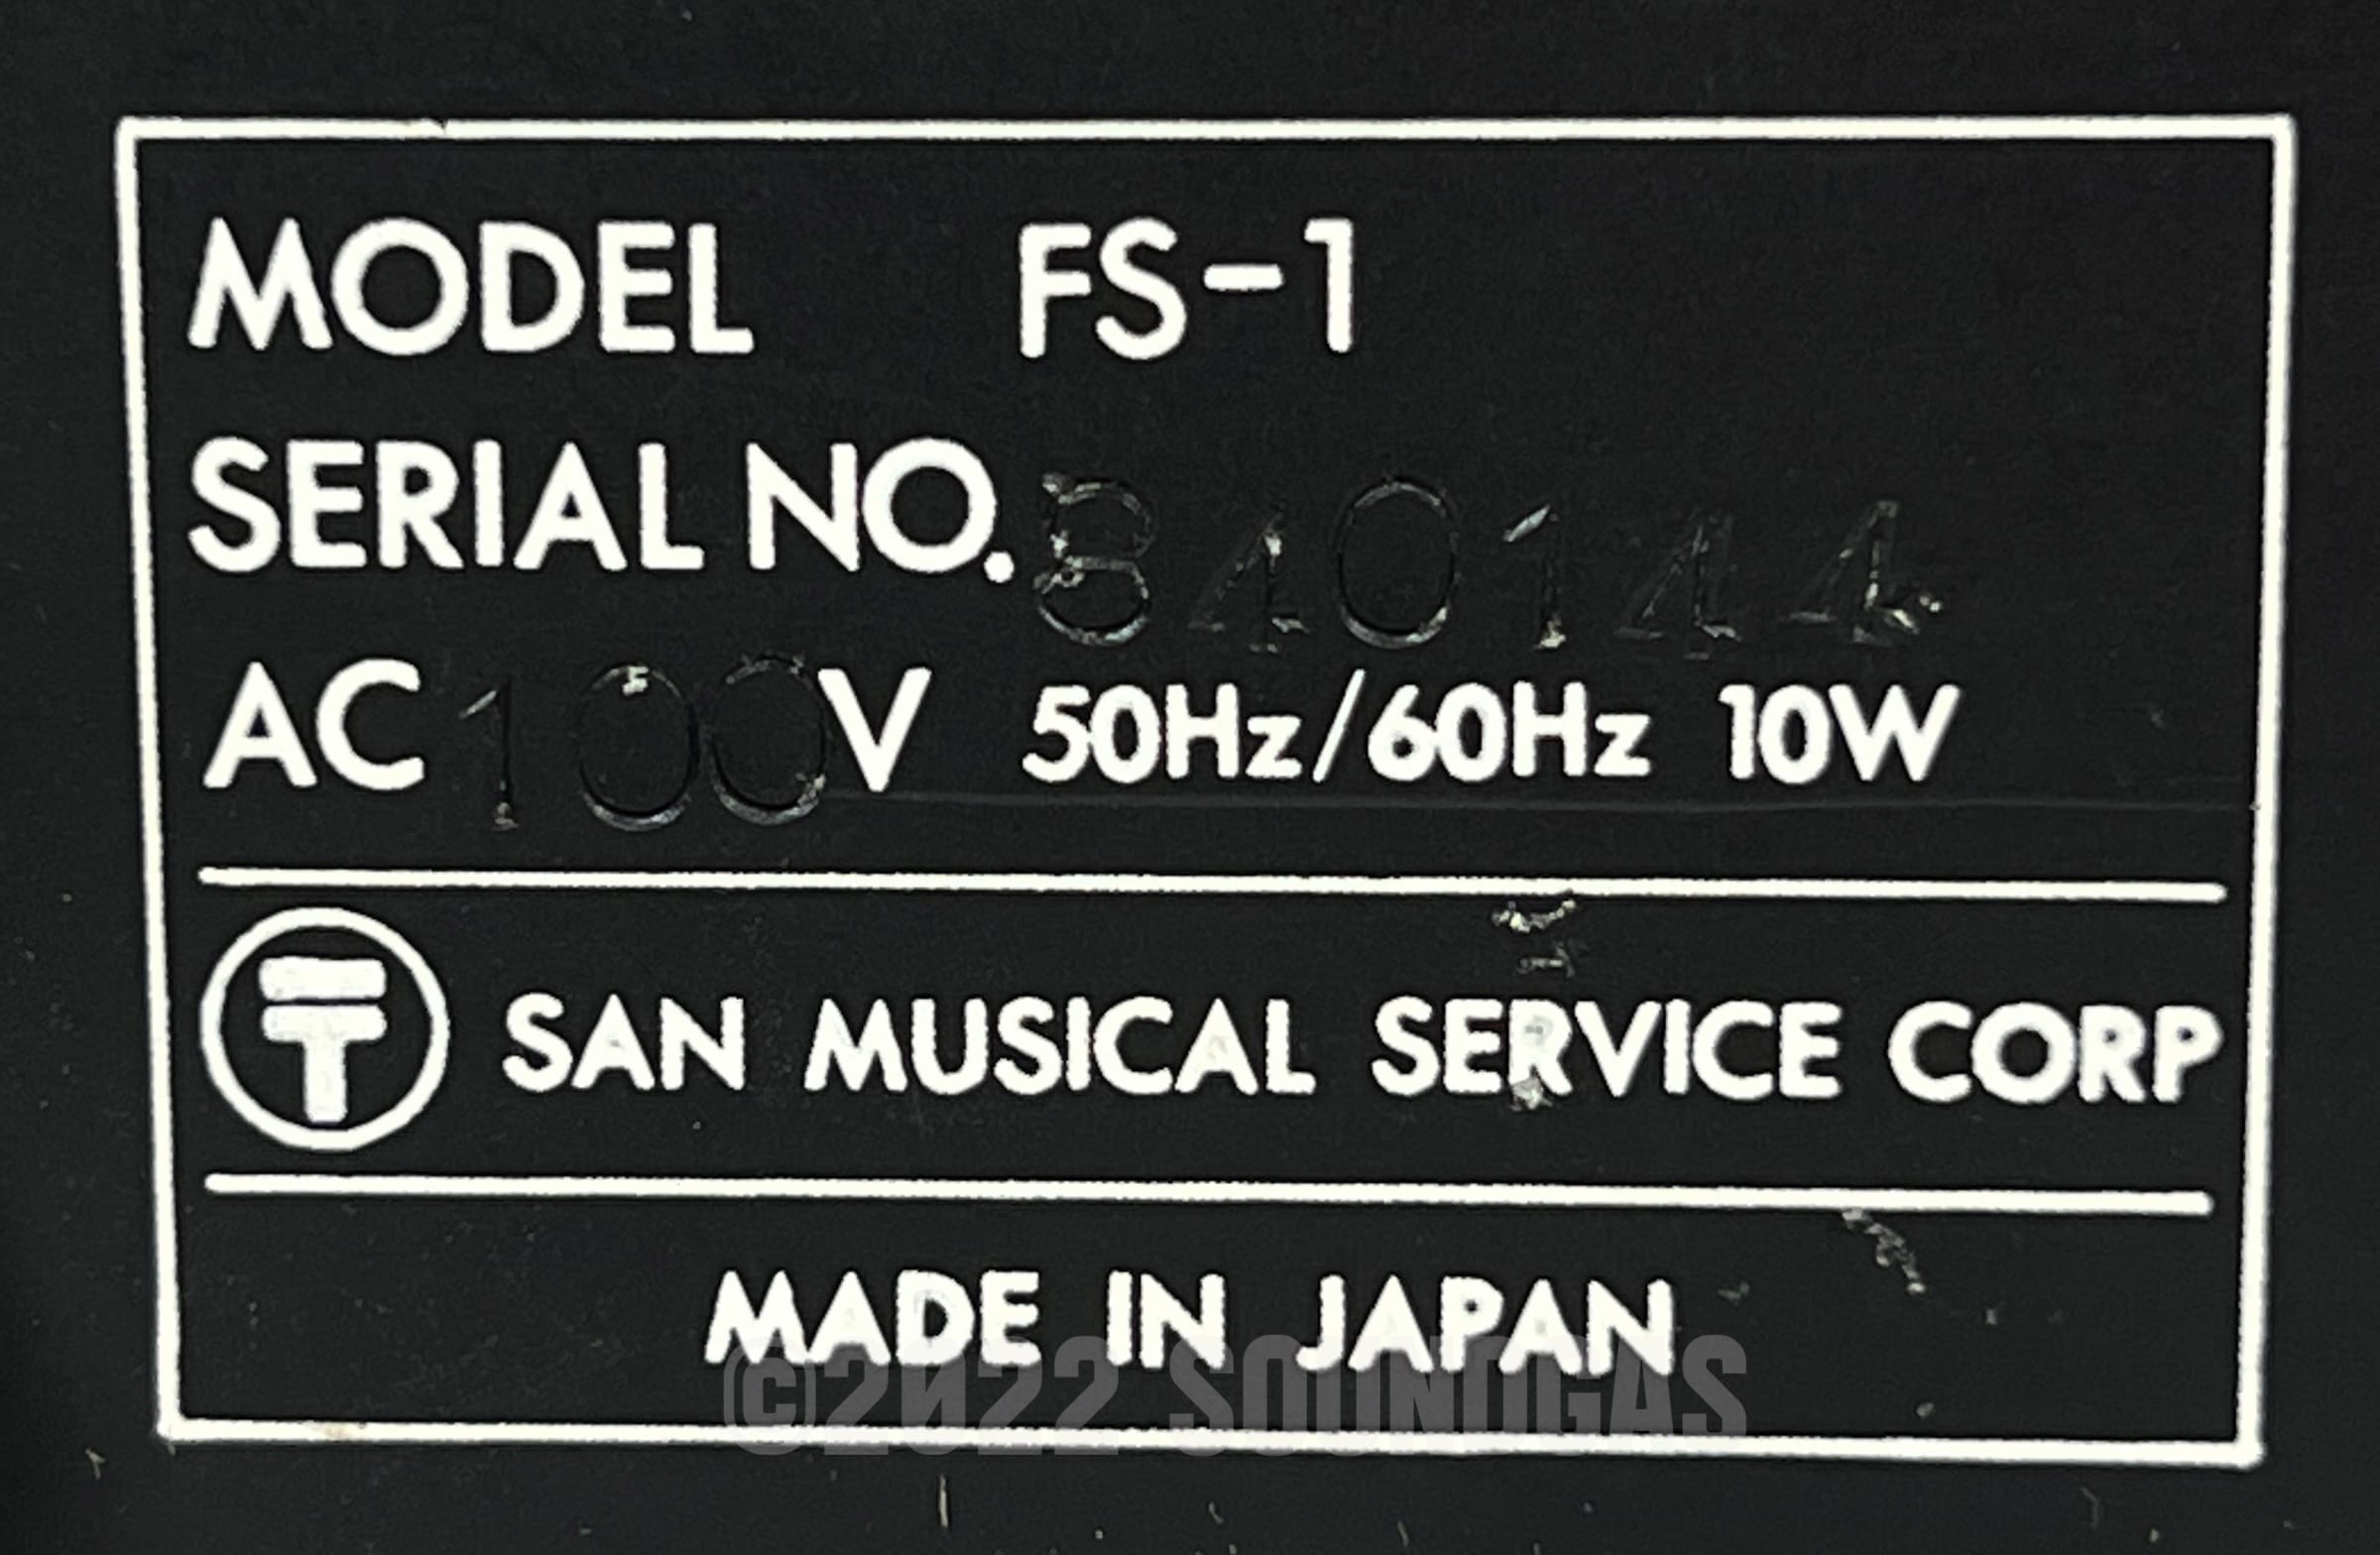 MODEL FS-1
SERIAL NO. 840144
AC 100V 50Hz/60Hz 10W
SAN MUSICAL SERVICE CORP
MADE IN JAPAN
©2022 SOUNDGAS